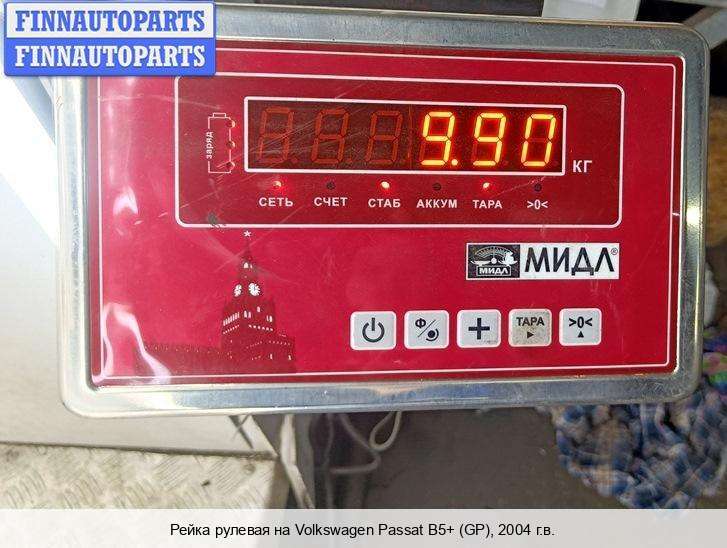 FINNAUTOPARTS
FINNAUTOPARTS
заряд
9.90
КГ
СЕТЬ СЧЕТ СТАБ АККУМ ТАРА >0<
МИДЛ МИДЛ®
Ф ТАРА >0<
Рейка рулевая на Volkswagen Passat B5+ (GP), 2004 г.в.